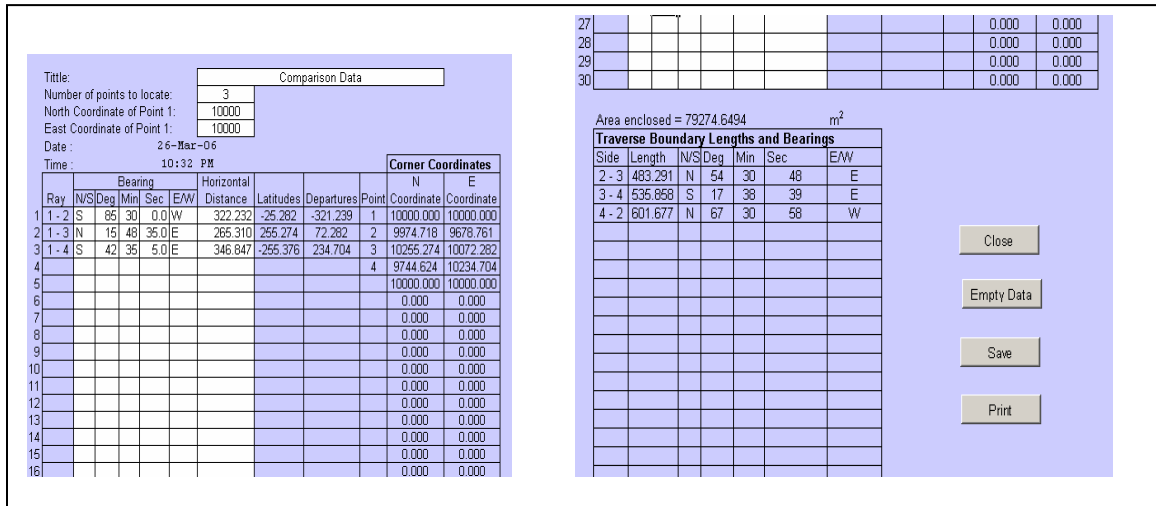 Tittle: Comparison Data
Number of points to locate: 3
North Coordinate of Point 1: 10000
East Coordinate of Point 1: 10000
Date : 26-Mar-06
Time : 10:32 PM Corner Coordinates
Bearing Horizontal N E
Ray N/S Deg Min Sec E/W Distance Latitudes Departures Point Coordinate Coordinate
1 1 - 2 S 85 30 0.0 W 322.232 -25.282 -321.239 1 10000.000 10000.000
2 1 - 3 N 15 48 35.0 E 265.310 255.274 72.282 2 9974.718 9678.761
3 1 - 4 S 42 35 5.0 E 346.847 -255.376 234.704 3 10255.274 10072.282
4 4 9744.624 10234.704
5 10000.000 10000.000
6 0.000 0.000
7 0.000 0.000
8 0.000 0.000
9 0.000 0.000
10 0.000 0.000
11 0.000 0.000
12 0.000 0.000
13 0.000 0.000
14 0.000 0.000
15 0.000 0.000
16 0.000 0.000
27 0.000 0.000
28 0.000 0.000
29 0.000 0.000
30 0.000 0.000
Area enclosed = 79274.6494 m²
Traverse Boundary Lengths and Bearings
Side Length N/S Deg Min Sec E/W
2 - 3 483.291 N 54 30 48 E
3 - 4 535.858 S 17 38 39 E
4 - 2 601.677 N 67 30 58 W
Close
Empty Data
Save
Print